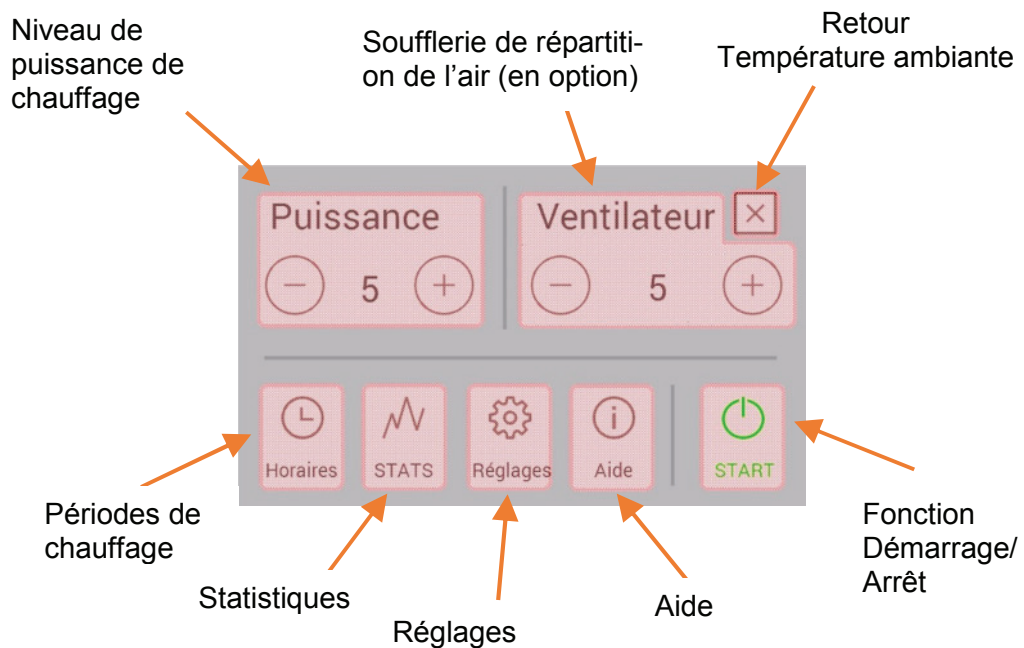 Niveau de
puissance de
chauffage
Soufflerie de répartiti-
on de l'air (en option)
Retour
Température ambiante
Puissance
5
Ventilateur
5
Horaires
STATS
Réglages
Aide
START
Périodes de
chauffage
Statistiques
Réglages
Aide
Fonction
Démarrage/
Arrêt